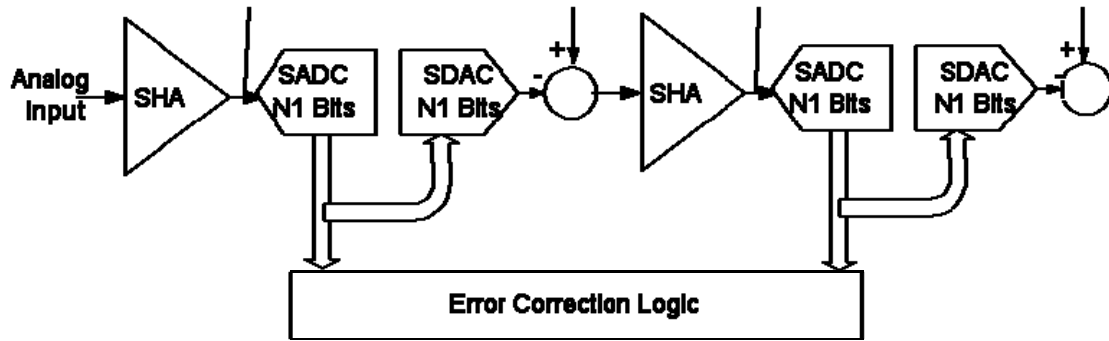 Analog
Input
SHA
SADC
N1 Bits
SDAC
N1 Bits
+
-
SHA
SADC
N1 Bits
SDAC
N1 Bits
+
-
Error Correction Logic